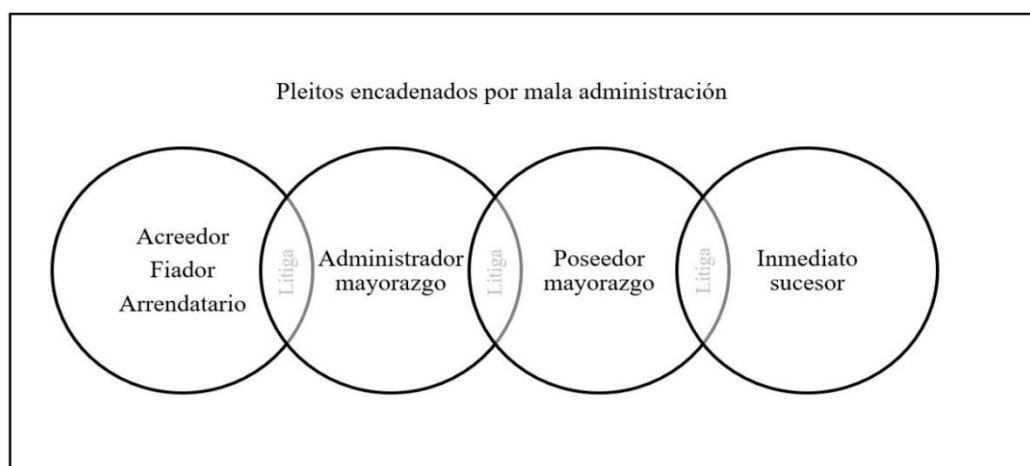 Pleitos encadenados por mala administración
Acreedor
Fiador
Arrendatario
Litiga
Administrador
mayorazgo
Litiga
Poseedor
mayorazgo
Litiga
Inmediato
sucesor